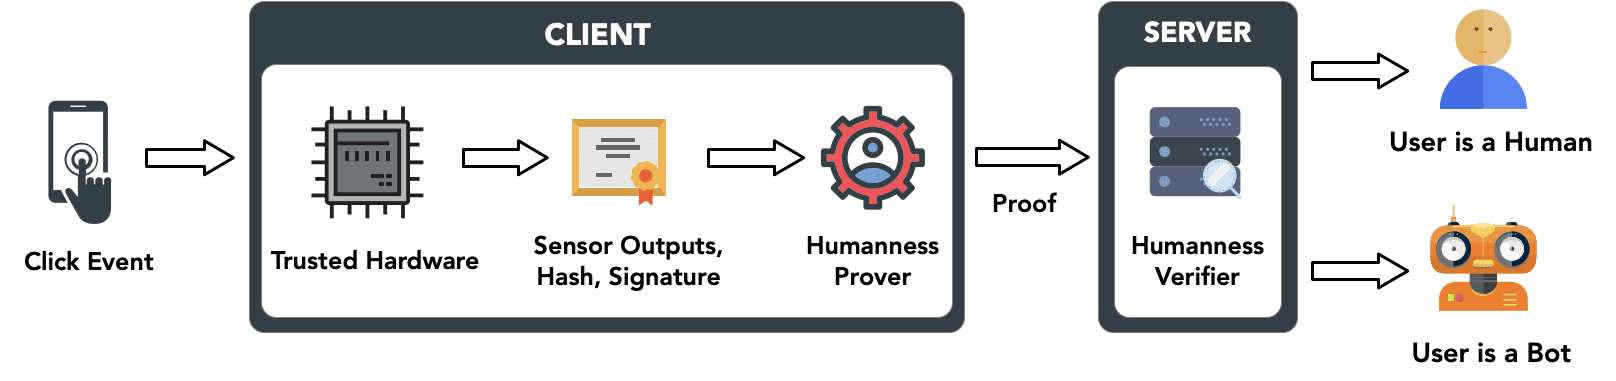 CLIENT
SERVER
Click Event
Trusted Hardware
Sensor Outputs,
Hash, Signature
Humanness
Prover
Proof
Humanness
Verifier
User is a Human
User is a Bot